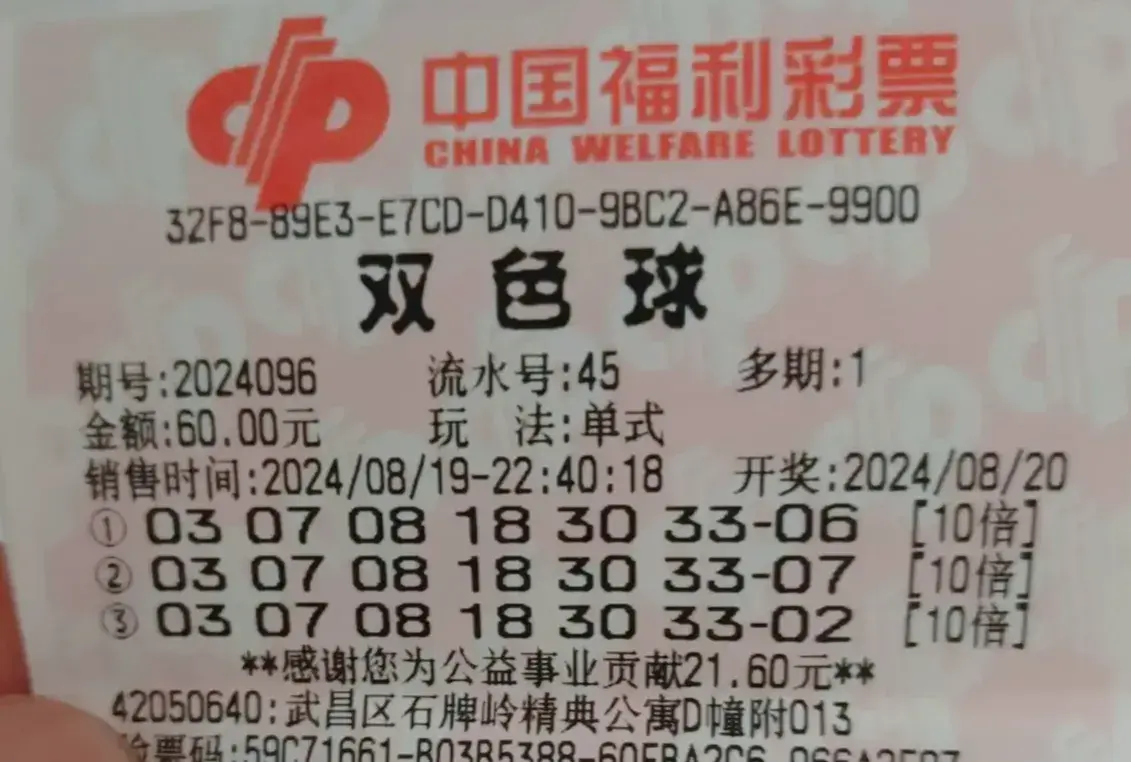 中国福利彩票
CHINA WELFARE LOTTERY
32F8-89E3-E7CD-D410-9BC2-A86E-9900
双色球
期号:2024096 流水号:45 多期:1
金额:60.00元 玩 法:单式
销售时间:2024/08/19-22:40:18 开奖:2024/08/20
① 03 07 08 18 30 33-06 [10倍]
② 03 07 08 18 30 33-07 [10倍]
③ 03 07 08 18 30 33-02 [10倍]
**感谢您为公益事业贡献21.60元**
42050640:武昌区石牌岭精典公寓D幢附013
验票码:59C71661-B03B5388-60FBA2C6